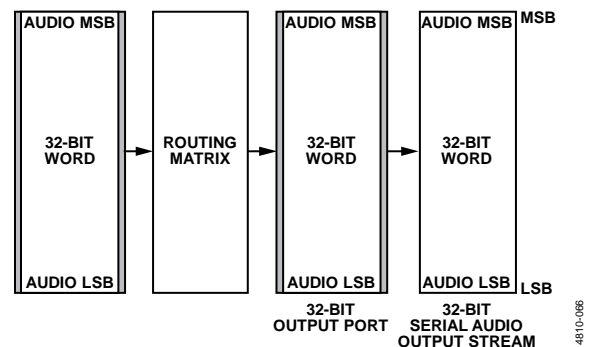 AUDIO MSB
32-BIT
WORD
AUDIO LSB
ROUTING
MATRIX
AUDIO MSB
32-BIT
WORD
AUDIO LSB
32-BIT
OUTPUT PORT
AUDIO MSB
MSB
32-BIT
WORD
AUDIO LSB
LSB
32-BIT
SERIAL AUDIO
OUTPUT STREAM
4810-066